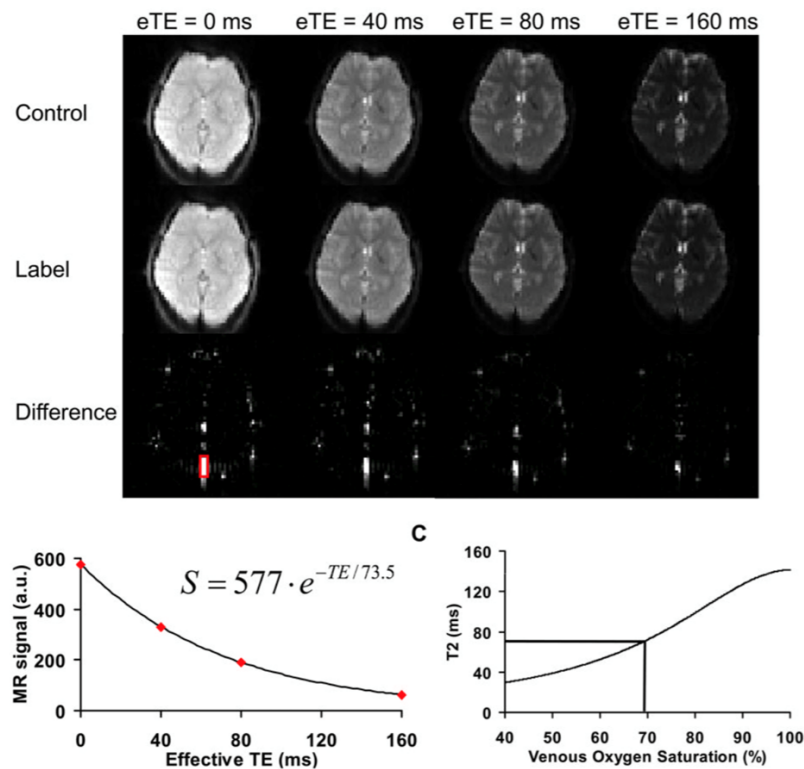 eTE = 0 ms eTE = 40 ms eTE = 80 ms eTE = 160 ms
Control
Label
Difference
C
600
400
200
0
MR signal (a.u.)
S = 577 · e^{-TE/73.5}
0 40 80 120 160
Effective TE (ms)
160
120
80
40
0
T2 (ms)
40 50 60 70 80 90 100
Venous Oxygen Saturation (%)